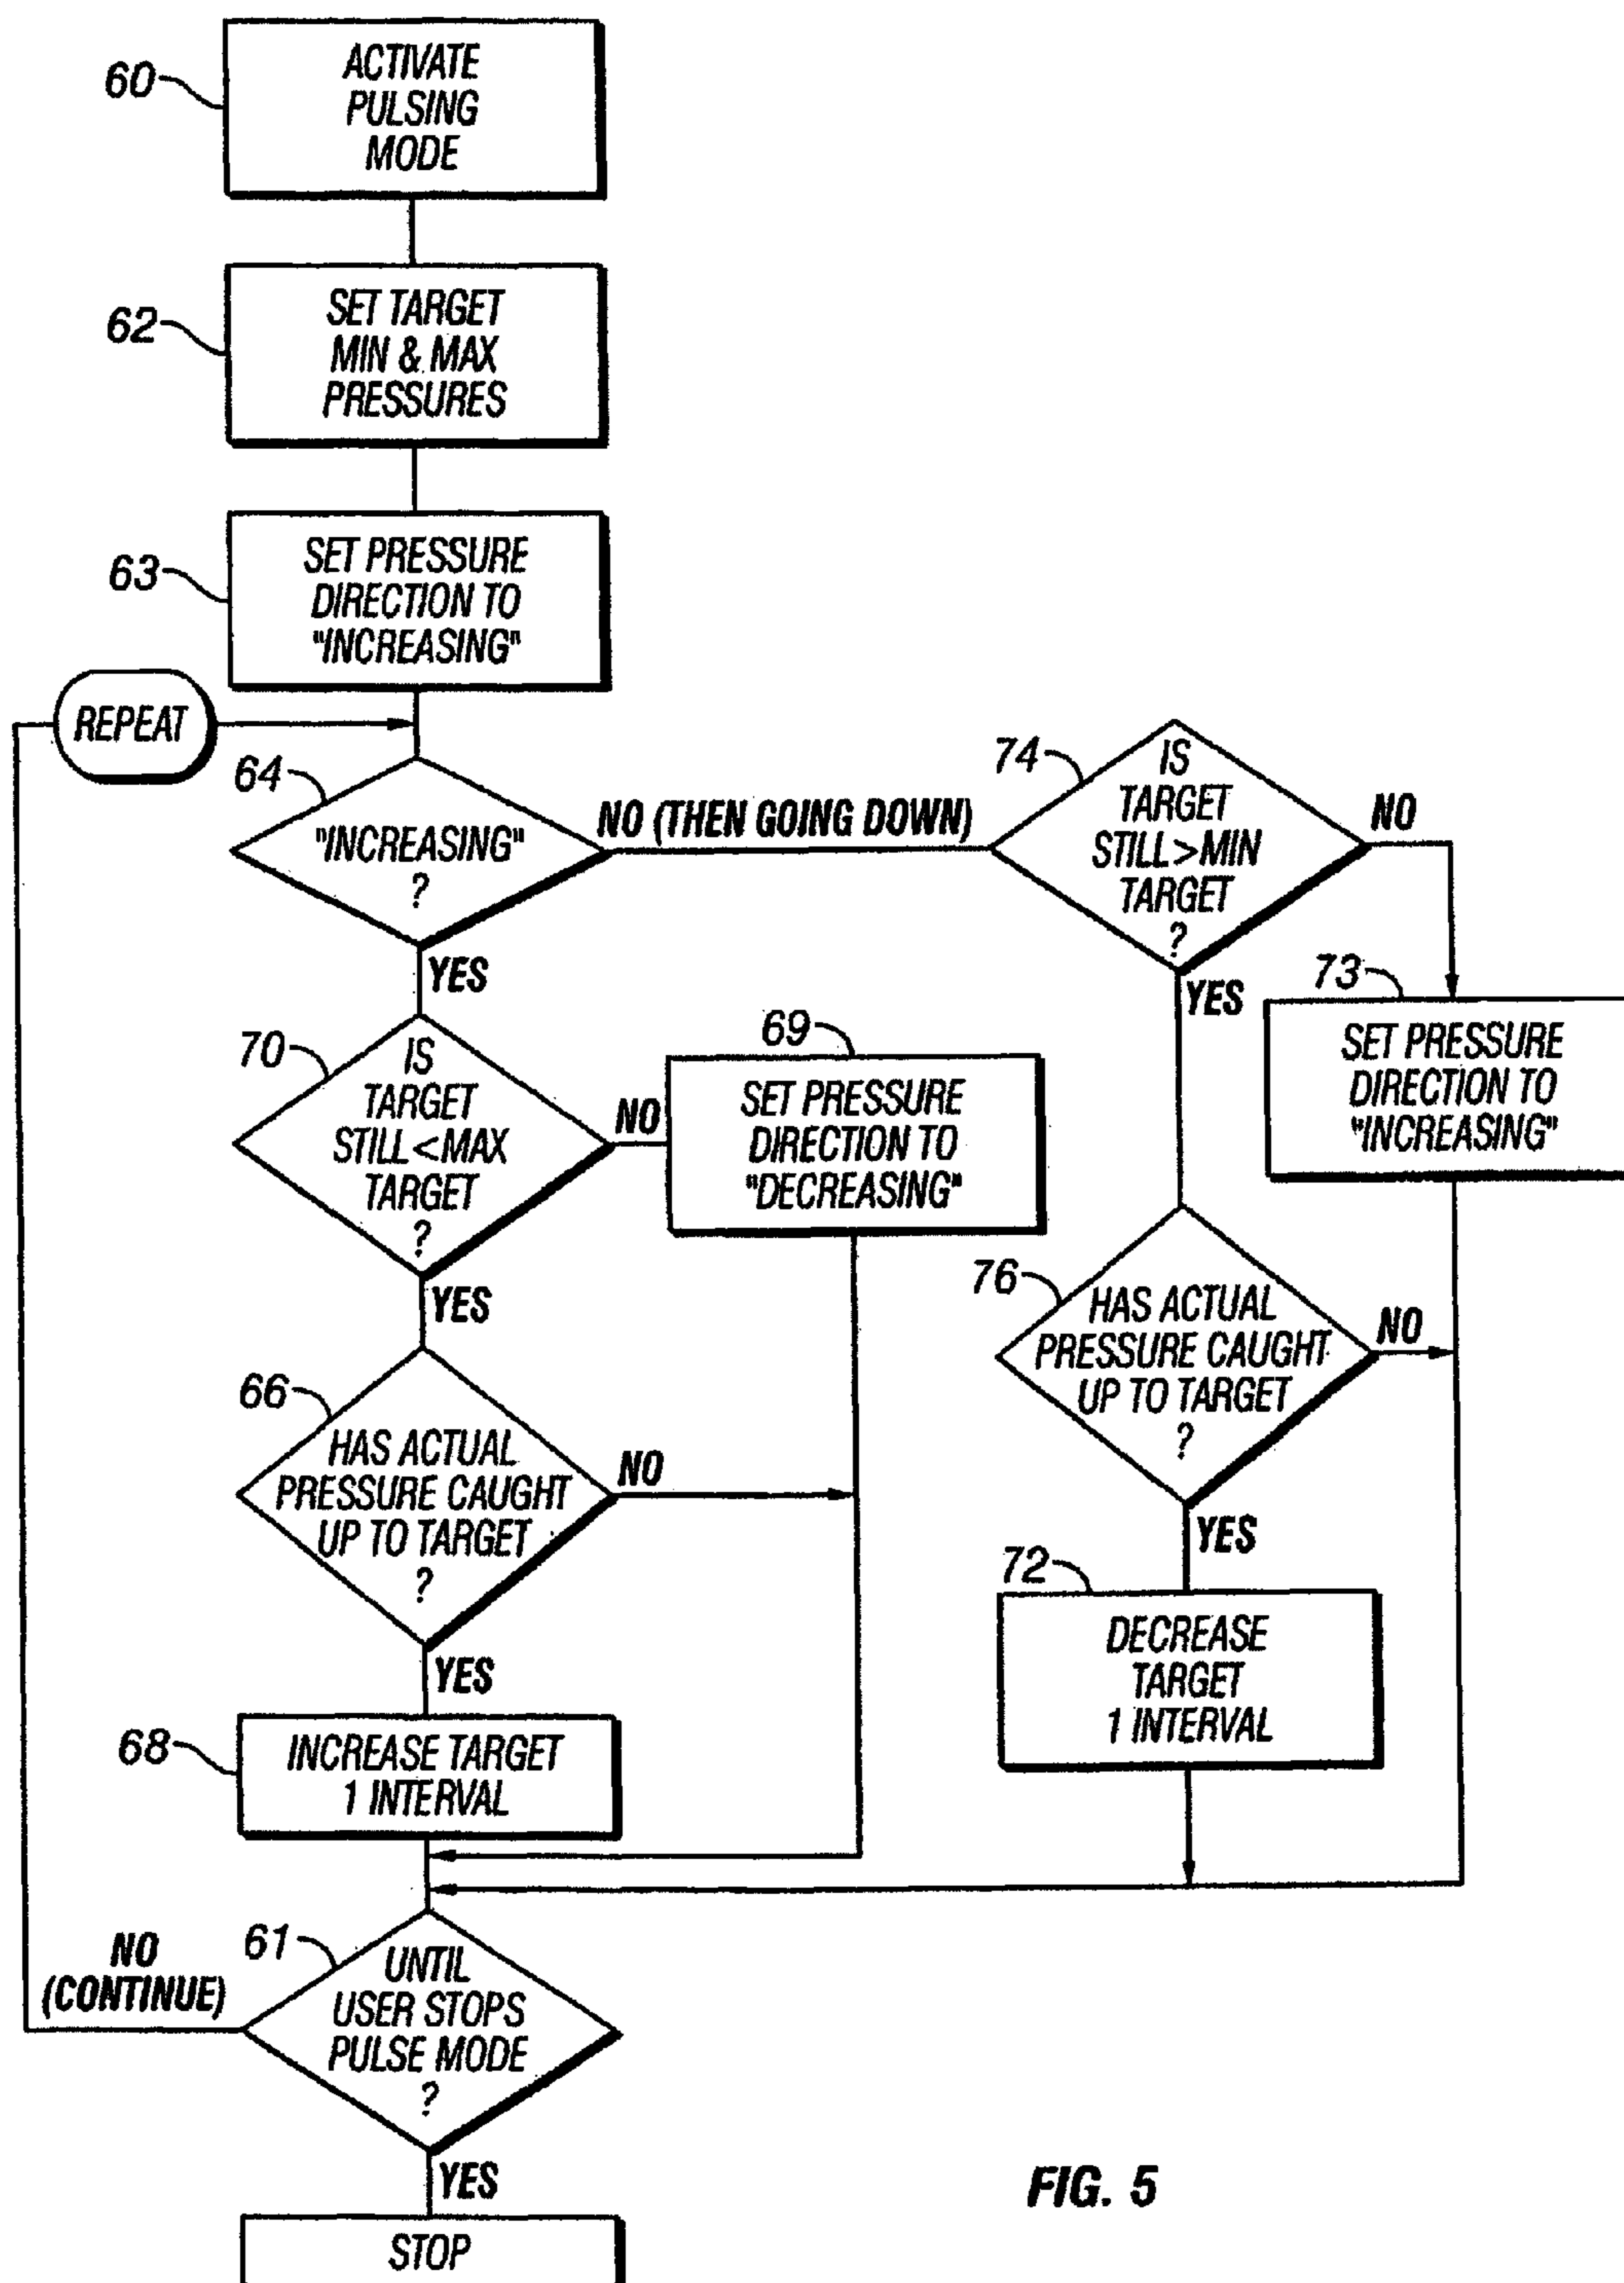 60
ACTIVATE
PULSING
MODE
62
SET TARGET
MIN & MAX
PRESSURES
63
SET PRESSURE
DIRECTION TO
"INCREASING"
REPEAT
64
"INCREASING"
?
NO (THEN GOING DOWN)
YES
74
IS
TARGET
STILL>MIN
TARGET
?
NO
YES
73
SET PRESSURE
DIRECTION TO
"INCREASING"
70
IS
TARGET
STILL<MAX
TARGET
?
NO
YES
69
SET PRESSURE
DIRECTION TO
"DECREASING"
76
HAS ACTUAL
PRESSURE CAUGHT
UP TO TARGET
?
NO
YES
66
HAS ACTUAL
PRESSURE CAUGHT
UP TO TARGET
?
NO
YES
72
DECREASE
TARGET
1 INTERVAL
68
INCREASE TARGET
1 INTERVAL
61
UNTIL
USER STOPS
PULSE MODE
?
NO
(CONTINUE)
YES
STOP
FIG. 5